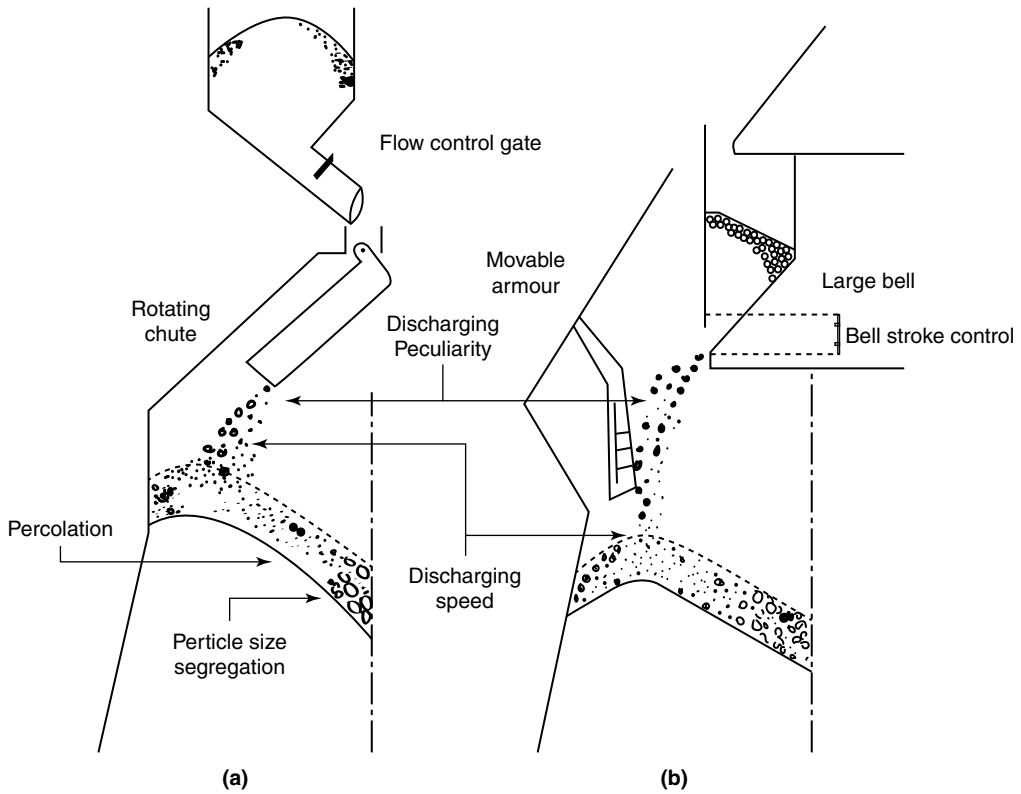 Flow control gate
Movable
armour
Large bell
Rotating
chute
Discharging
Peculiarity
Bell stroke control
Percolation
Discharging
speed
Perticle size
segregation
(a)
(b)